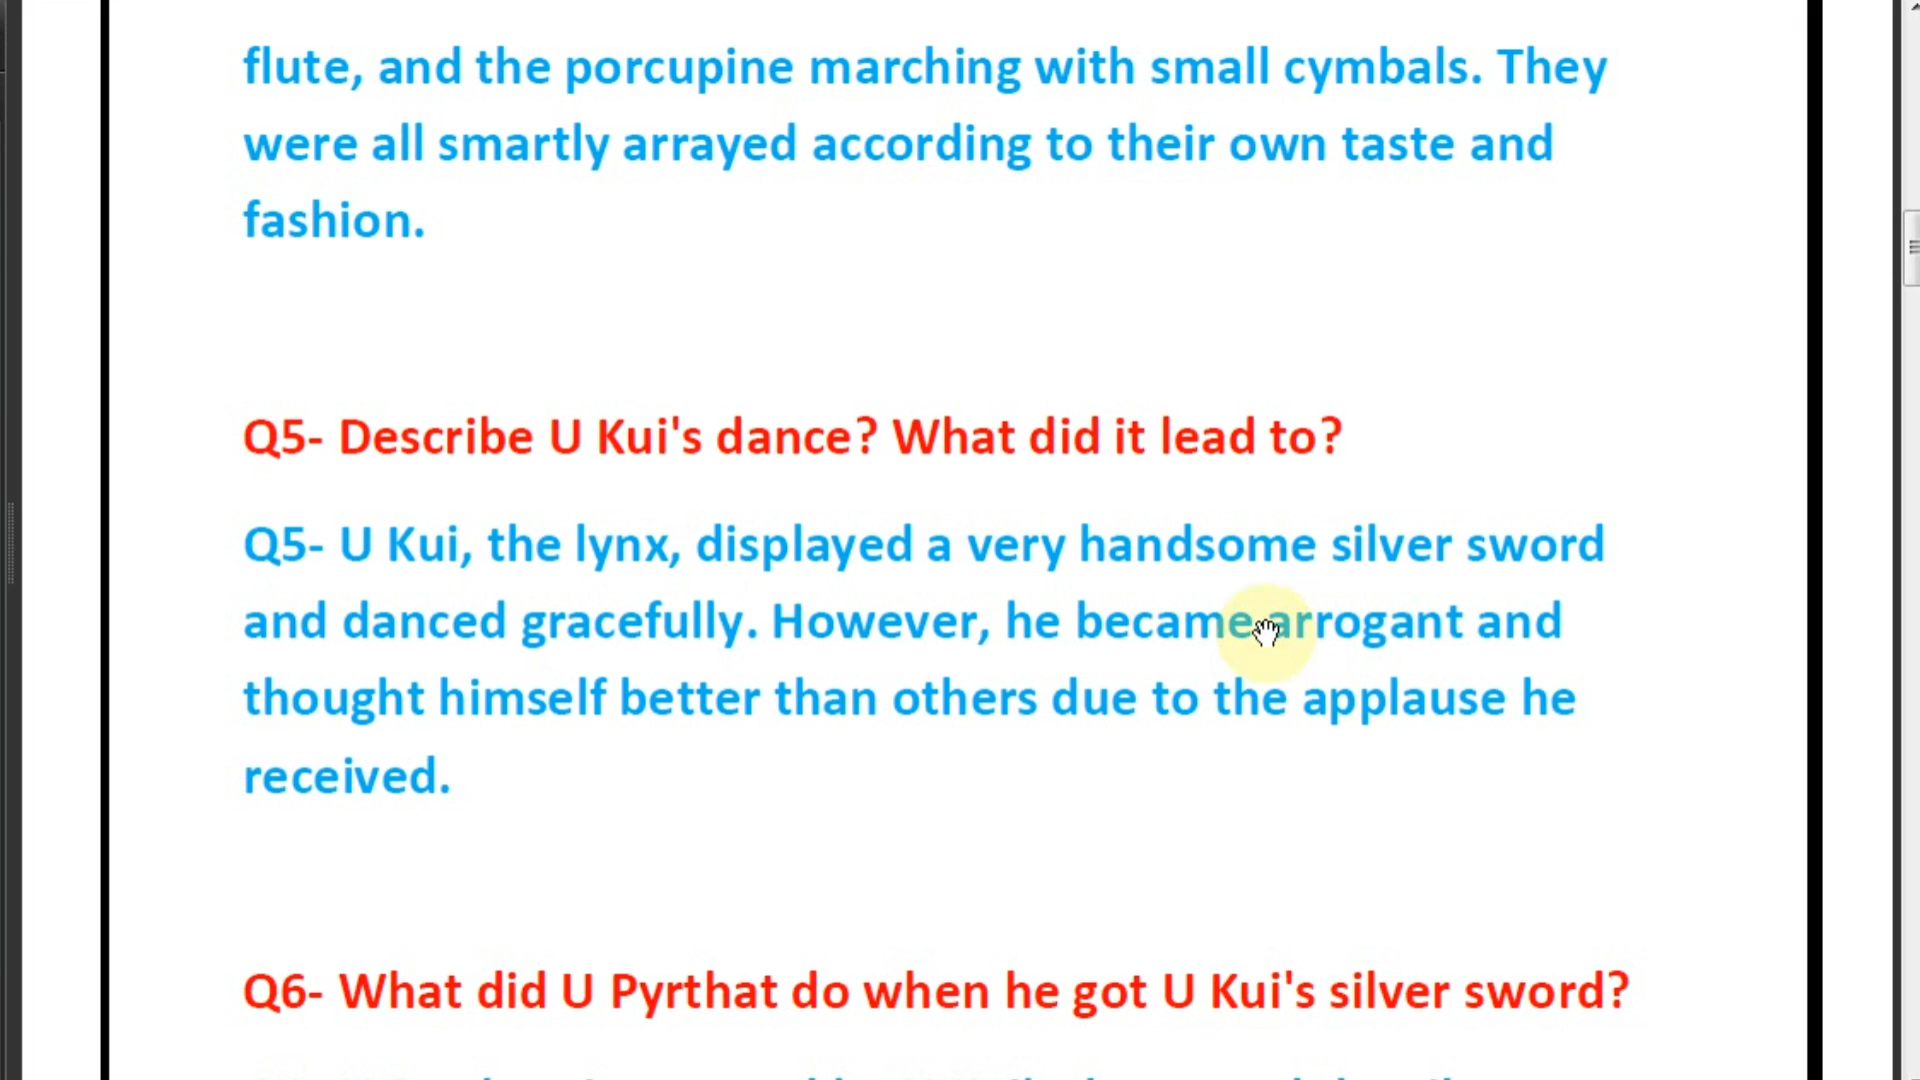 flute, and the porcupine marching with small cymbals. They
were all smartly arrayed according to their own taste and
fashion.
Q5- Describe U Kui's dance? What did it lead to?
Q5- U Kui, the lynx, displayed a very handsome silver sword
and danced gracefully. However, he became arrogant and
thought himself better than others due to the applause he
received.
Q6- What did U Pyrthat do when he got U Kui's silver sword?